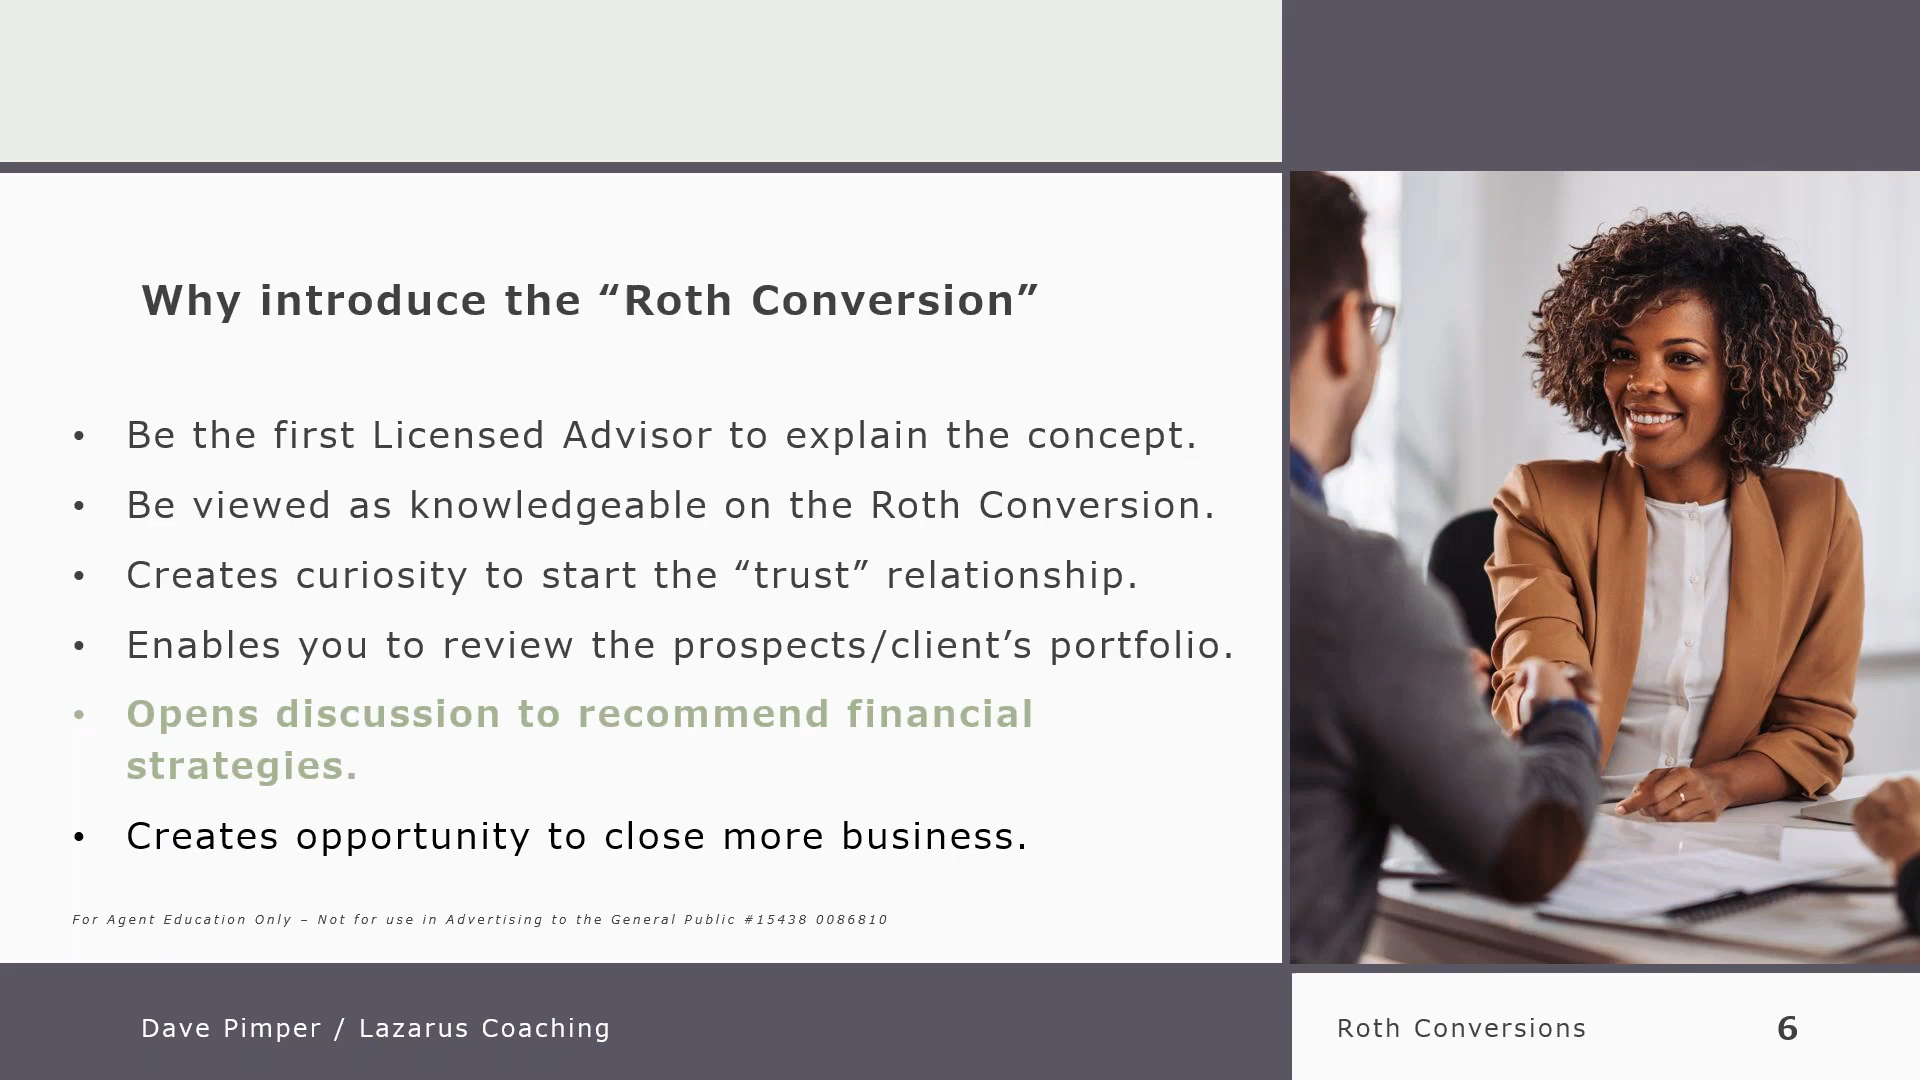 Why introduce the “Roth Conversion”
• Be the first Licensed Advisor to explain the concept.
• Be viewed as knowledgeable on the Roth Conversion.
• Creates curiosity to start the “trust” relationship.
• Enables you to review the prospects/client’s portfolio.
• Opens discussion to recommend financial
strategies.
• Creates opportunity to close more business.
For Agent Education Only – Not for use in Advertising to the General Public #15438 0086810
Dave Pimper / Lazarus Coaching
Roth Conversions
6